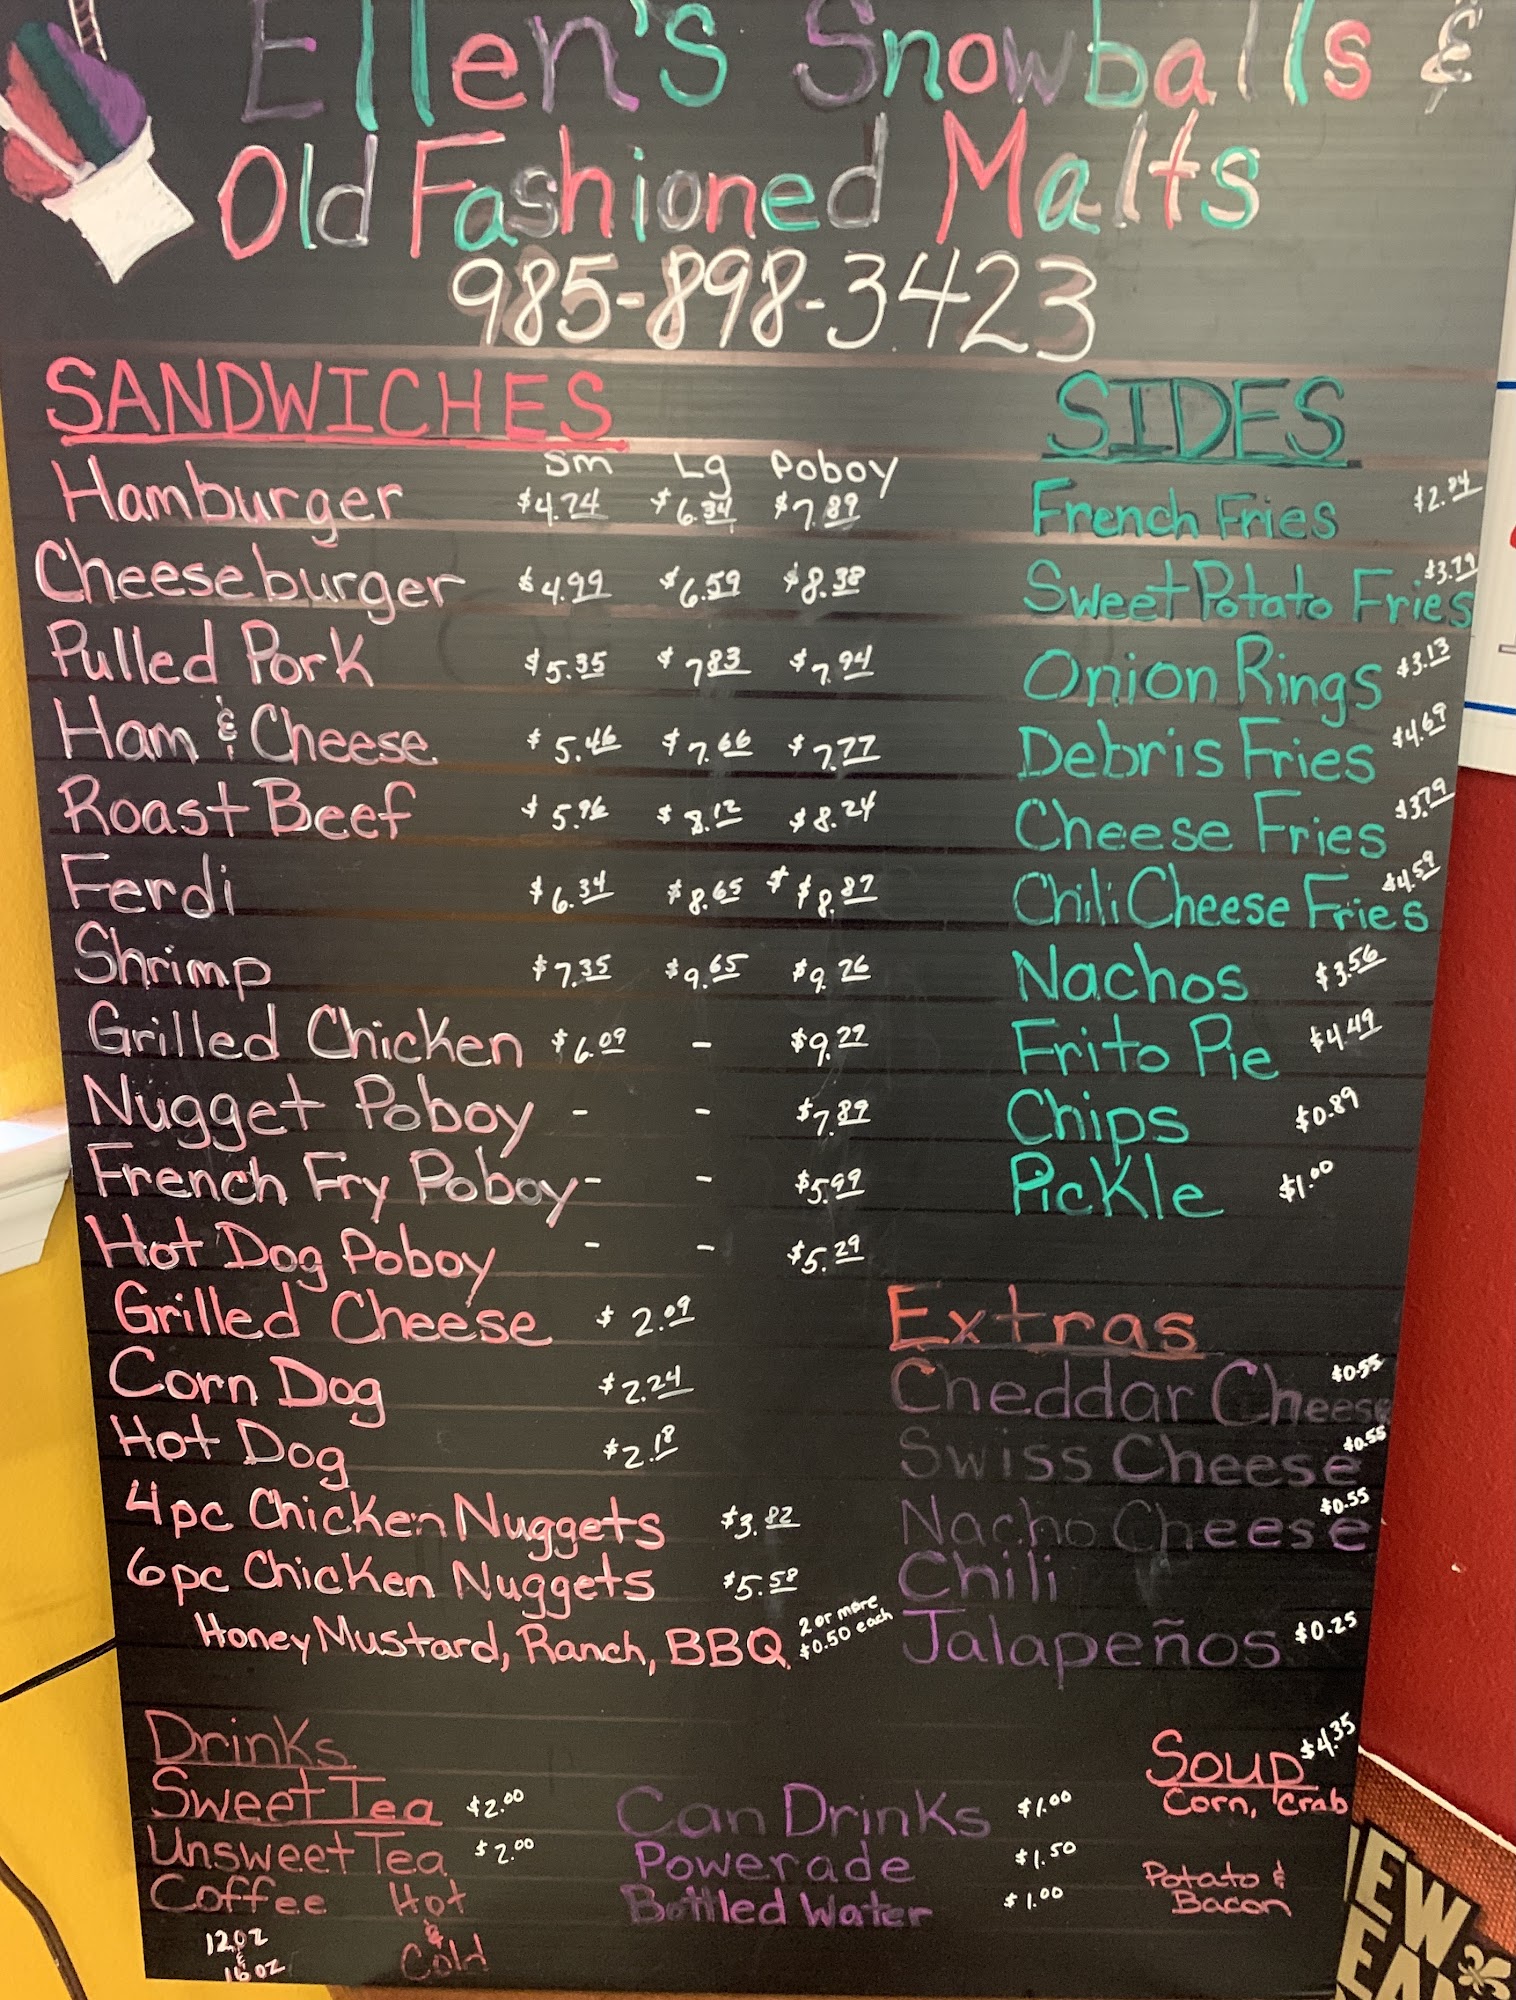 Ellen's Snowballs &
Old Fashioned Malts
985-898-3423
SANDWICHES
Sm Lg Poboy
Hamburger $4.74 $6.34 $7.89
Cheeseburger $4.99 $6.59 $8.38
Pulled Pork $5.35 $7.83 $7.94
Ham & Cheese $5.46 $7.66 $7.77
Roast Beef $5.96 $8.12 $8.24
Ferdi $6.34 $8.65 $ $8.87
Shrimp $7.35 $9.65 $9.76
Grilled Chicken $6.09 - $9.27
Nugget Poboy - - $7.89
French Fry Poboy - - $5.99
Hot Dog Poboy - - $5.29
Grilled Cheese $2.09
Corn Dog $2.24
Hot Dog $2.18
4pc Chicken Nuggets $3.82
6pc Chicken Nuggets $5.58
Honey Mustard, Ranch, BBQ 2 or more
$0.50 each
SIDES
French Fries $2.84
Sweet Potato Fries $3.79
Onion Rings $3.13
Debris Fries $4.69
Cheese Fries $3.79
Chili Cheese Fries $4.59
Nachos $3.56
Frito Pie $4.49
Chips $0.89
Pickle $1.00
Extras
Cheddar Cheese $0.55
Swiss Cheese $0.55
Nacho Cheese $0.55
Chili
Jalapeños $0.25
Drinks
Sweet Tea $2.00
Unsweet Tea $2.00
Coffee Hot
&
Cold
12oz
&
16oz
Can Drinks $1.00
Powerade $1.50
Bottled Water $1.00
Soup $4.35
Corn, Crab
Potato &
Bacon
EW
EA